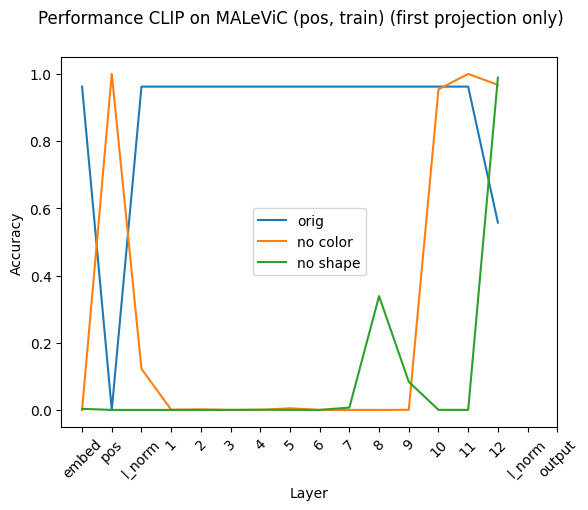 Performance CLIP on MALeViC (pos, train) (first projection only)
1.0
0.8
0.6
0.4
0.2
0.0
Accuracy
orig
no color
no shape
embed
pos
l_norm
1
2
3
4
5
6
7
8
9
10
11
12
l_norm
output
Layer